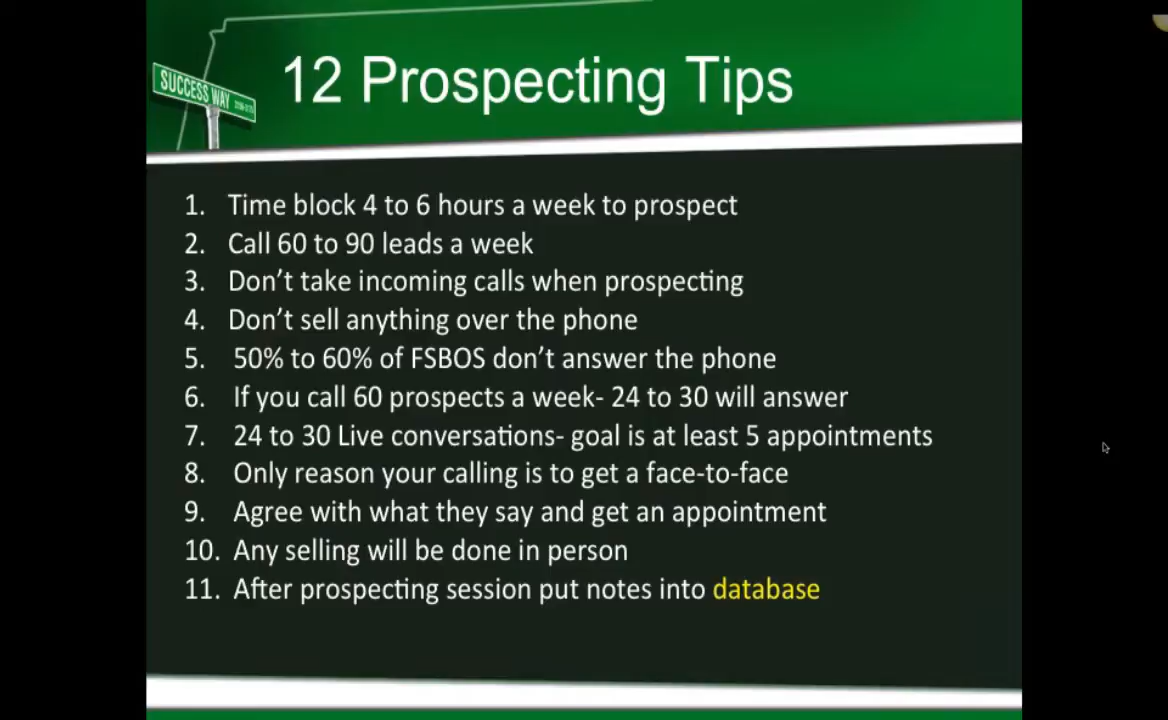 12 Prospecting Tips
SUCCESS WAY
1. Time block 4 to 6 hours a week to prospect
2. Call 60 to 90 leads a week
3. Don't take incoming calls when prospecting
4. Don't sell anything over the phone
5. 50% to 60% of FSBOS don't answer the phone
6. If you call 60 prospects a week- 24 to 30 will answer
7. 24 to 30 Live conversations- goal is at least 5 appointments
8. Only reason your calling is to get a face-to-face
9. Agree with what they say and get an appointment
10. Any selling will be done in person
11. After prospecting session put notes into database